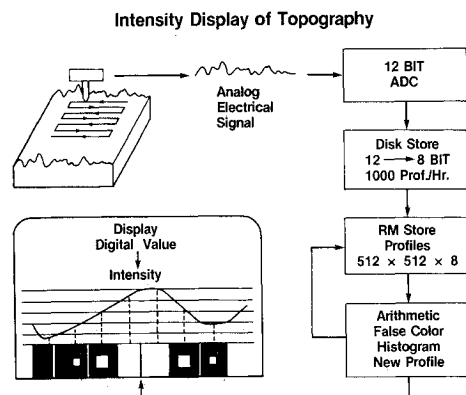 Intensity Display of Topography
Analog
Electrical
Signal
12 BIT
ADC
Disk Store
12 → 8 BiT
1000 Prof./Hr.
RM Store
Profiles
512 × 512 × 8
Arithmetic
False Color
Histogram
New Profile
Display
Digital Value
Intensity